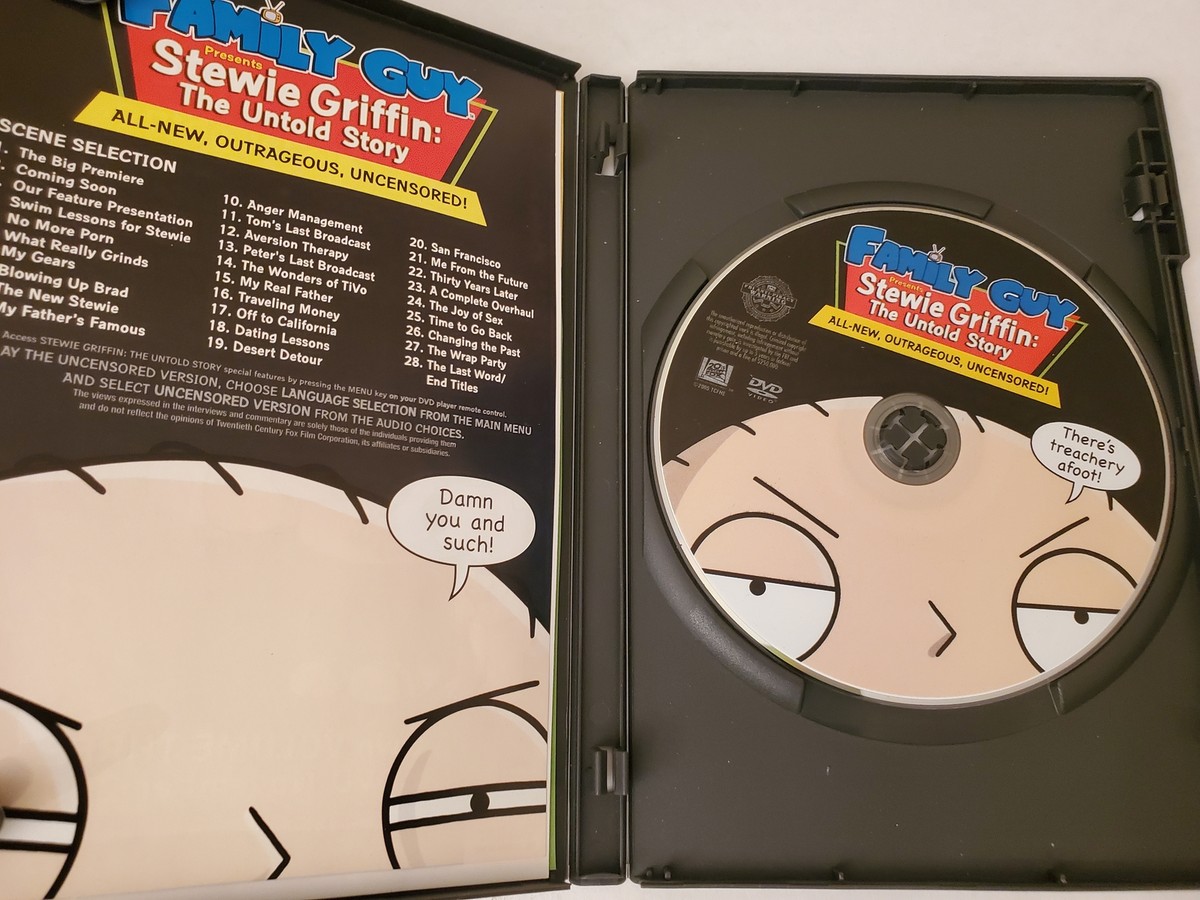 FAMILY GUY
Presents
Stewie Griffin:
The Untold Story
ALL-NEW, OUTRAGEOUS, UNCENSORED!
SCENE SELECTION
The Big Premiere
Coming Soon
Our Feature Presentation
Swim Lessons for Stewie
No More Porn
What Really Grinds
My Gears
Blowing Up Brad
The New Stewie
My Father's Famous
10. Anger Management
11. Tom's Last Broadcast
12. Aversion Therapy
13. Peter's Last Broadcast
14. The Wonders of TiVo
15. My Real Father
16. Traveling Money
17. Off to California
18. Dating Lessons
19. Desert Detour
20. San Francisco
21. Me From the Future
22. Thirty Years Later
23. A Complete Overhaul
24. The Joy of Sex
25. Time to Go Back
26. Changing the Past
27. The Wrap Party
28. The Last Word/
End Titles
Access STEWIE GRIFFIN: THE UNTOLD STORY special features by pressing the MENU key on your DVD player remote control.
AY THE UNCENSORED VERSION, CHOOSE LANGUAGE SELECTION FROM THE MAIN MENU
AND SELECT UNCENSORED VERSION FROM THE AUDIO CHOICES.
The views expressed in the interviews and commentary are solely those of the individuals providing them
and do not reflect the opinions of Twentieth Century Fox Film Corporation, its affiliates or subsidiaries.
Damn
you and
such!
FAMILY GUY
Presents
Stewie Griffin:
The Untold Story
ALL-NEW, OUTRAGEOUS, UNCENSORED!
DVD
VIDEO
There's
treachery
afoot!